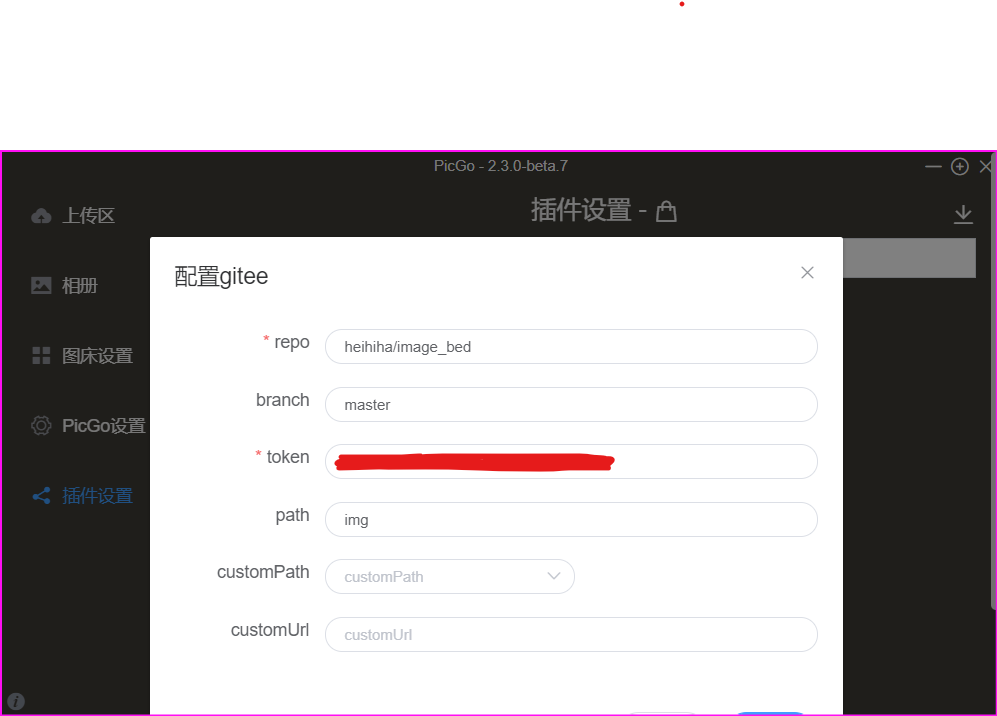 PicGo - 2.3.0-beta.7
上传区
插件设置 -
相册
图床设置
PicGo设置
插件设置
配置gitee
* repo
heihiha/image_bed
branch
master
* token
path
img
customPath
customPath
customUrl
customUrl